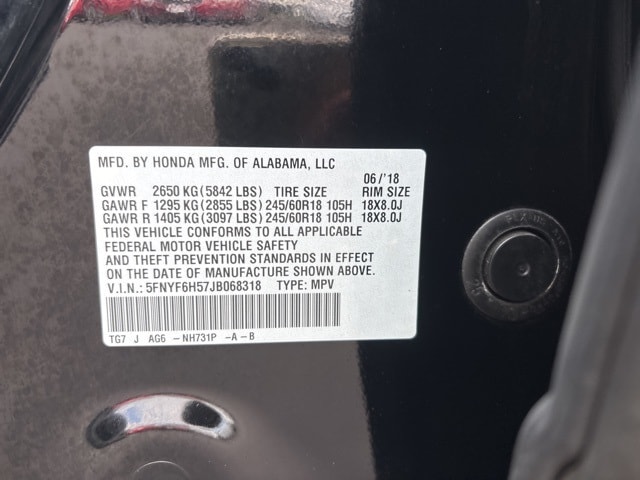 MFD. BY HONDA MFG. OF ALABAMA, LLC 06/'18
GVWR 2650 KG(5842 LBS) TIRE SIZE RIM SIZE
GAWR F 1295 KG(2855 LBS) 245/60R18 105H 18X8.0J
GAWR R 1405 KG(3097 LBS) 245/60R18 105H 18X8.0J
THIS VEHICLE CONFORMS TO ALL APPLICABLE
FEDERAL MOTOR VEHICLE SAFETY
AND THEFT PREVENTION STANDARDS IN EFFECT
ON THE DATE OF MANUFACTURE SHOWN ABOVE.
V.I.N.: 5FNYF6H57JB068318 TYPE: MPV
TG7 J AG6 -NH731P -A-B